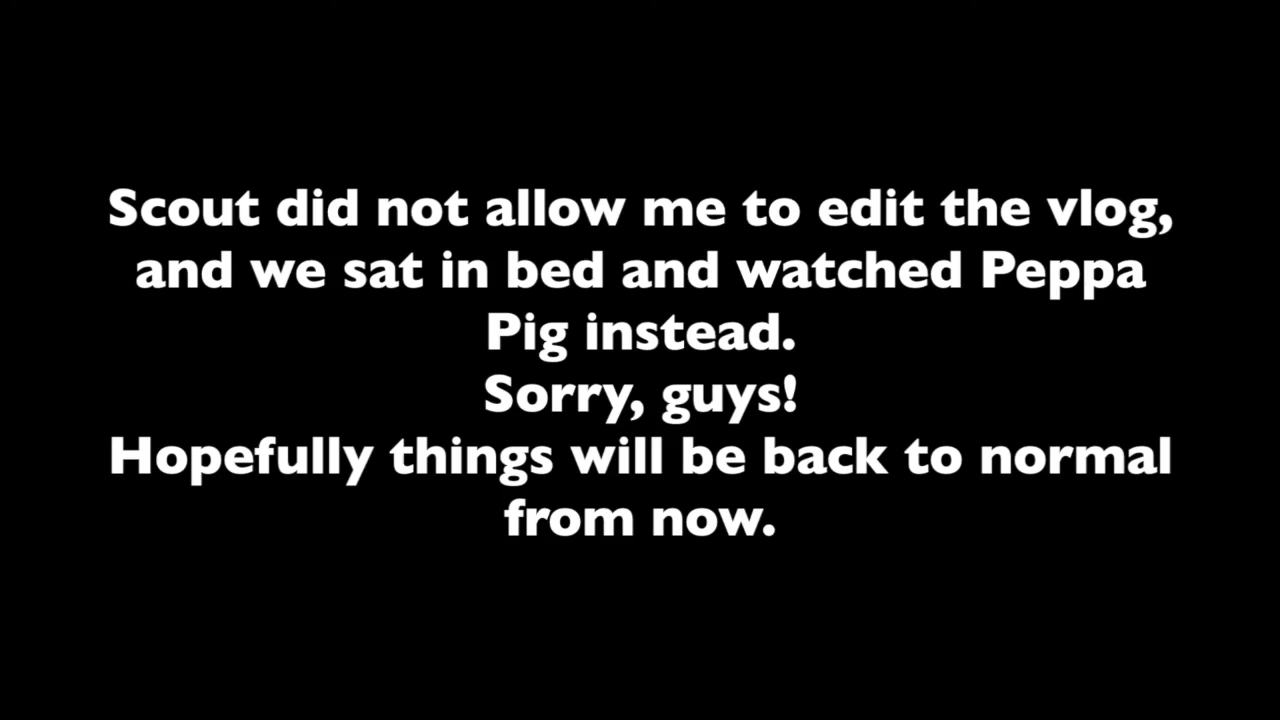 Scout did not allow me to edit the vlog,
and we sat in bed and watched Peppa
Pig instead.
Sorry, guys!
Hopefully things will be back to normal
from now.